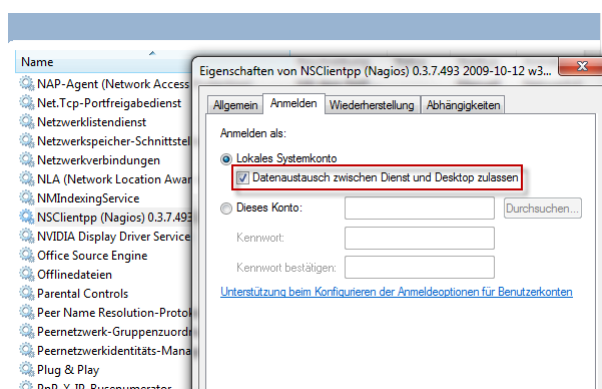 Name
NAP-Agent (Network Access
Net.Tcp-Portfreigabedienst
Netzwerklistendienst
Netzwerkspeicher-Schnittstel
Netzwerkverbindungen
NLA (Network Location Awar
NMIndexingService
NSClientpp (Nagios) 0.3.7.493
NVIDIA Display Driver Service
Office Source Engine
Offlinedateien
Parental Controls
Peer Name Resolution-Protok
Peernetzwerk-Gruppenzuordn
Peernetzwerkidentitäts-Mana
Plug & Play
PnP-X-IP-Busenumerator
Eigenschaften von NSClientpp (Nagios) 0.3.7.493 2009-10-12 w3...
Allgemein Anmelden Wiederherstellung Abhängigkeiten
Anmelden als:
Lokales Systemkonto
Datenaustausch zwischen Dienst und Desktop zulassen
Dieses Konto: Durchsuchen...
Kennwort:
Kennwort bestätigen:
Unterstützung beim Konfigurieren der Anmeldeoptionen für Benutzerkonten